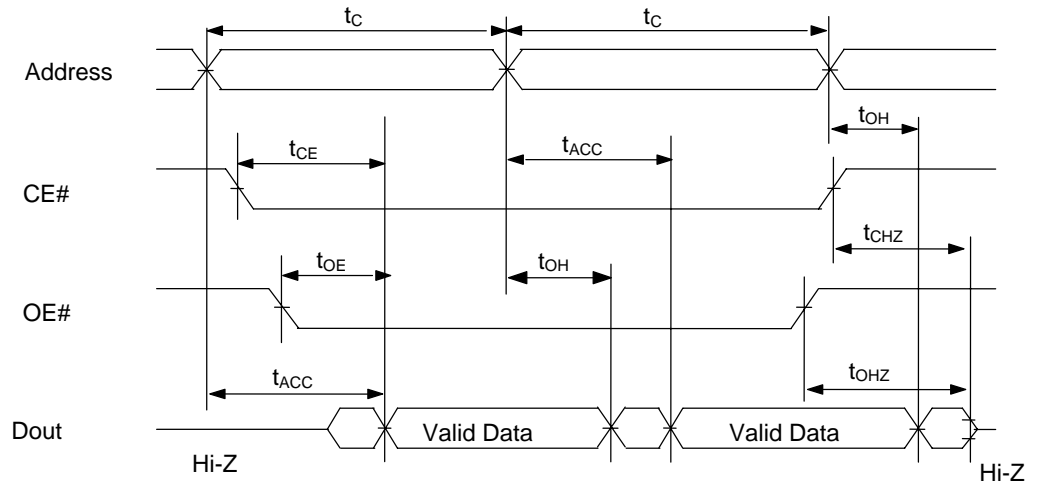 tC tC
Address
tOH
tCE tACC
CE#
tCHZ
tOE tOH
OE#
tACC tOHZ
Dout Valid Data Valid Data
Hi-Z Hi-Z